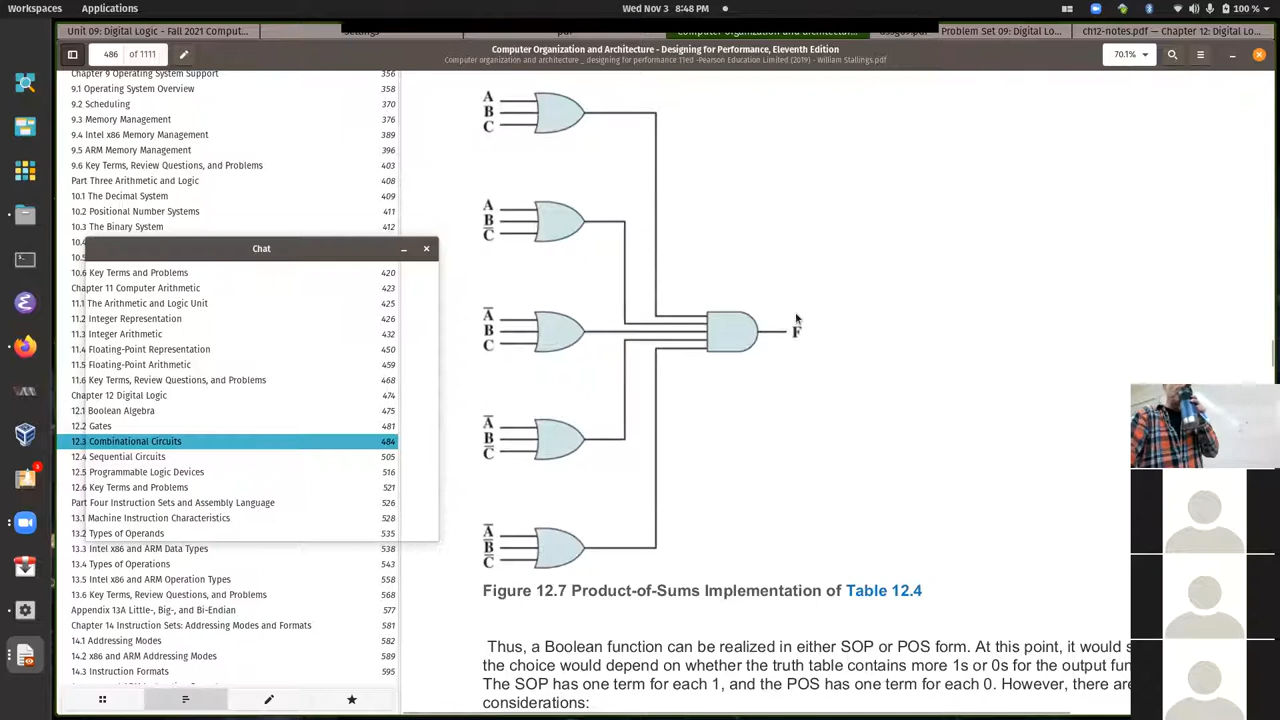 Workspaces Applications Wed Nov 3 8:48 PM 100 %
Unit 09: Digital Logic - Fall 2021 Comput... Problem Set 09: Digital Lo... ch12-notes.pdf — Chapter 12: Digital Lo...
486 of 1111 Computer Organization and Architecture - Designing for Performance, Eleventh Edition 70.1%
Computer organization and architecture _ designing for performance 11ed -Pearson Education Limited (2019) - William Stallings.pdf
Chapter 9 Operating System Support 356
9.1 Operating System Overview 358
9.2 Scheduling 370
9.3 Memory Management 376
9.4 Intel x86 Memory Management 389
9.5 ARM Memory Management 396
9.6 Key Terms, Review Questions, and Problems 403
Part Three Arithmetic and Logic 408
10.1 The Decimal System 409
10.2 Positional Number Systems 411
10.3 The Binary System 412
Chat
10.6 Key Terms and Problems 420
Chapter 11 Computer Arithmetic 423
11.1 The Arithmetic and Logic Unit 425
11.2 Integer Representation 426
11.3 Integer Arithmetic 432
11.4 Floating-Point Representation 450
11.5 Floating-Point Arithmetic 459
11.6 Key Terms, Review Questions, and Problems 468
Chapter 12 Digital Logic 474
12.1 Boolean Algebra 475
12.2 Gates 481
12.3 Combinational Circuits 484
12.4 Sequential Circuits 505
12.5 Programmable Logic Devices 516
12.6 Key Terms and Problems 521
Part Four Instruction Sets and Assembly Language 526
13.1 Machine Instruction Characteristics 528
13.2 Types of Operands 535
13.3 Intel x86 and ARM Data Types 538
13.4 Types of Operations 543
13.5 Intel x86 and ARM Operation Types 558
13.6 Key Terms, Review Questions, and Problems 568
Appendix 13A Little-, Big-, and Bi-Endian 577
Chapter 14 Instruction Sets: Addressing Modes and Formats 581
14.1 Addressing Modes 582
14.2 x86 and ARM Addressing Modes 589
14.3 Instruction Formats 595
A
B
C
A
B
C̅
A̅
B
C
A̅
B
C̅
A̅
B̅
C̅
F
Figure 12.7 Product-of-Sums Implementation of Table 12.4
Thus, a Boolean function can be realized in either SOP or POS form. At this point, it would s
the choice would depend on whether the truth table contains more 1s or 0s for the output fun
The SOP has one term for each 1, and the POS has one term for each 0. However, there are
considerations: